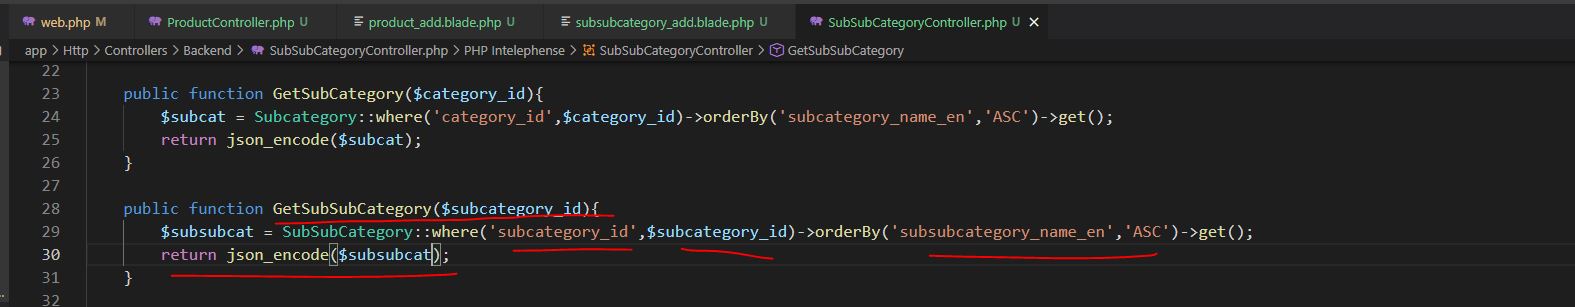 web.php M ProductController.php U product_add.blade.php U subsubcategory_add.blade.php U SubSubCategoryController.php U
app > Http > Controllers > Backend > SubSubCategoryController.php > PHP Intelephense > SubSubCategoryController > GetSubSubCategory
22
23 public function GetSubCategory($category_id){
24 $subcat = Subcategory::where('category_id',$category_id)->orderBy('subcategory_name_en','ASC')->get();
25 return json_encode($subcat);
26 }
27
28 public function GetSubSubCategory($subcategory_id){
29 $subsubcat = SubSubCategory::where('subcategory_id',$subcategory_id)->orderBy('subsubcategory_name_en','ASC')->get();
30 return json_encode($subsubcat);
31 }
32